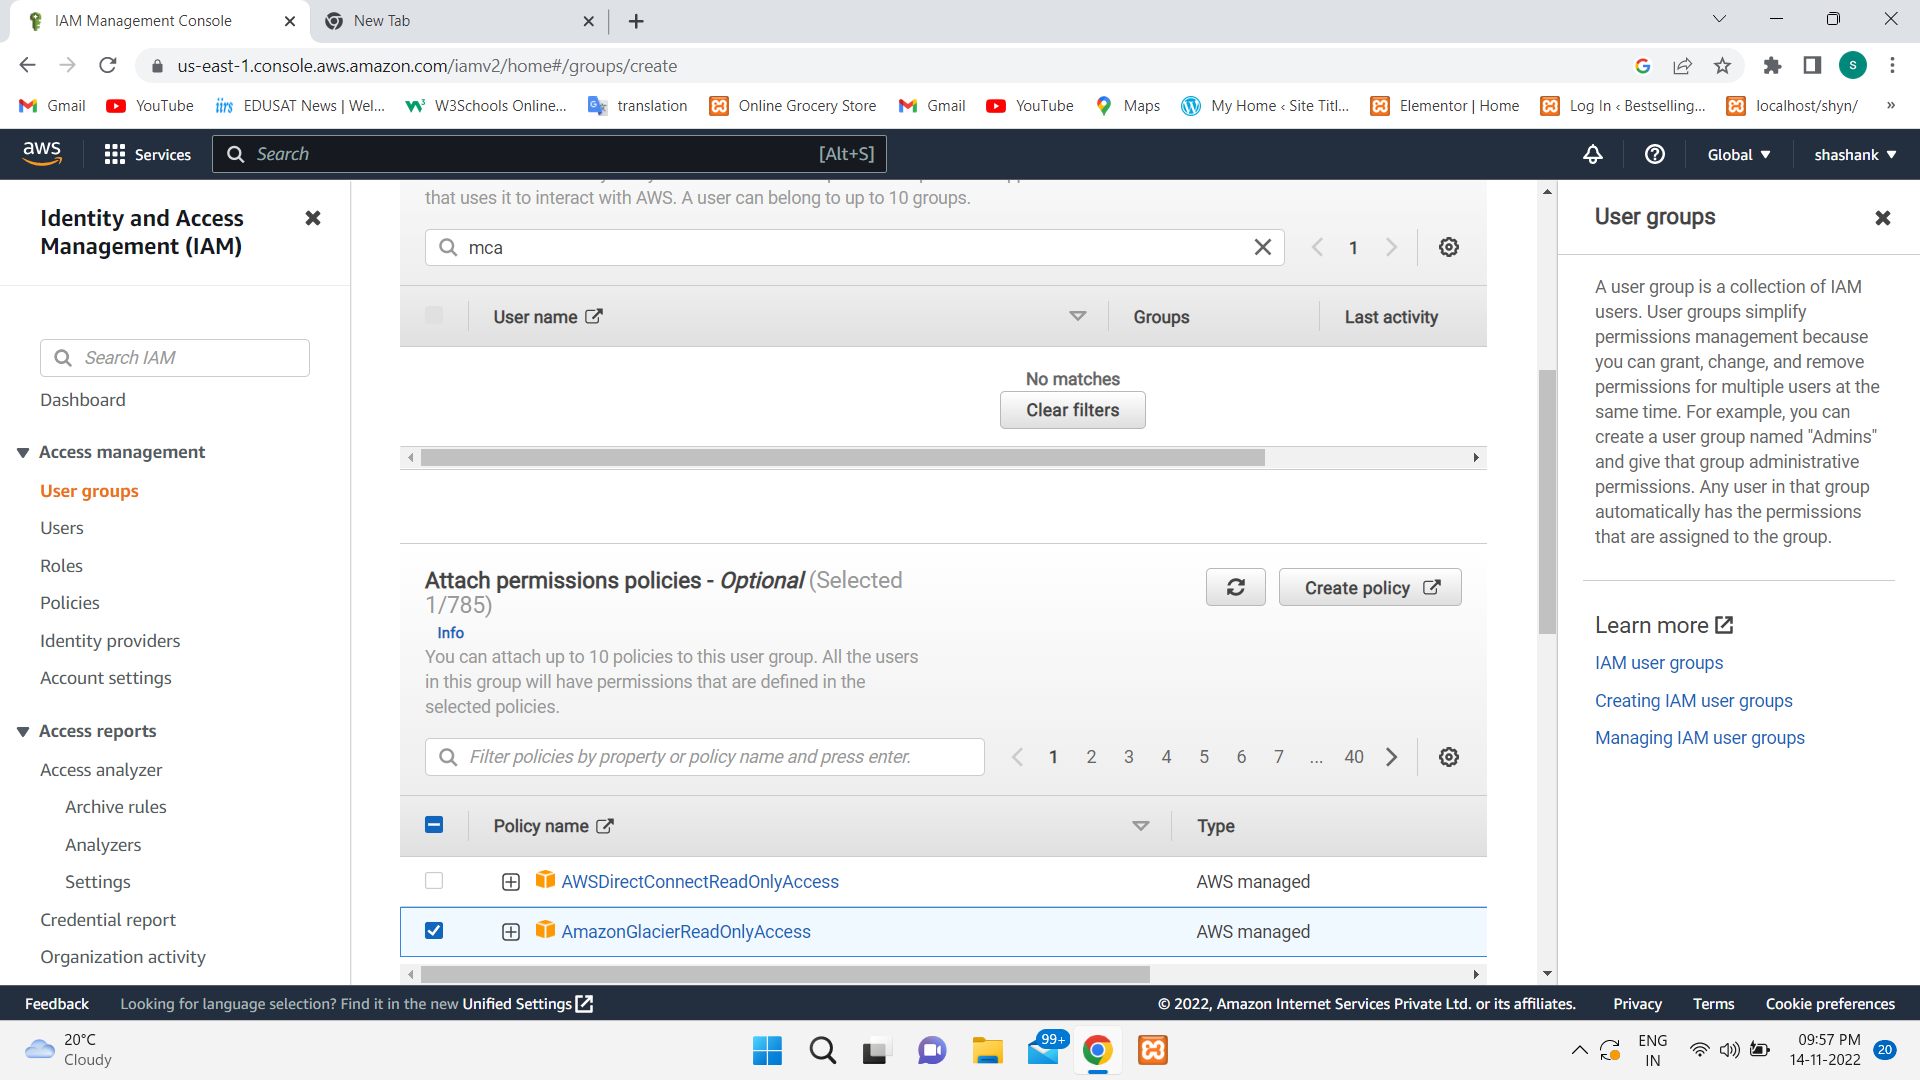 IAM Management Console
New Tab
us-east-1.console.aws.amazon.com/iamv2/home#/groups/create
S
Gmail
YouTube
iirs EDUSAT News | Wel...
W3Schools Online...
translation
Online Grocery Store
Gmail
YouTube
Maps
My Home ‹ Site Titl...
Elementor | Home
Log In ‹ Bestselling...
localhost/shyn/
»
aws
Services
Search
[Alt+S]
Global
shashank
Identity and Access
Management (IAM)
Search IAM
Dashboard
Access management
User groups
Users
Roles
Policies
Identity providers
Account settings
Access reports
Access analyzer
Archive rules
Analyzers
Settings
Credential report
Organization activity
that uses it to interact with AWS. A user can belong to up to 10 groups.
mca
1
User name
Groups
Last activity
No matches
Clear filters
Attach permissions policies - Optional (Selected
1/785)
Info
You can attach up to 10 policies to this user group. All the users
in this group will have permissions that are defined in the
selected policies.
Create policy
Filter policies by property or policy name and press enter.
1 2 3 4 5 6 7 ... 40
Policy name
Type
AWSDirectConnectReadOnlyAccess
AWS managed
AmazonGlacierReadOnlyAccess
AWS managed
User groups
A user group is a collection of IAM
users. User groups simplify
permissions management because
you can grant, change, and remove
permissions for multiple users at the
same time. For example, you can
create a user group named "Admins"
and give that group administrative
permissions. Any user in that group
automatically has the permissions
that are assigned to the group.
Learn more
IAM user groups
Creating IAM user groups
Managing IAM user groups
Feedback
Looking for language selection? Find it in the new Unified Settings
© 2022, Amazon Internet Services Private Ltd. or its affiliates.
Privacy
Terms
Cookie preferences
20°C
Cloudy
99+
ENG
IN
09:57 PM
14-11-2022
20